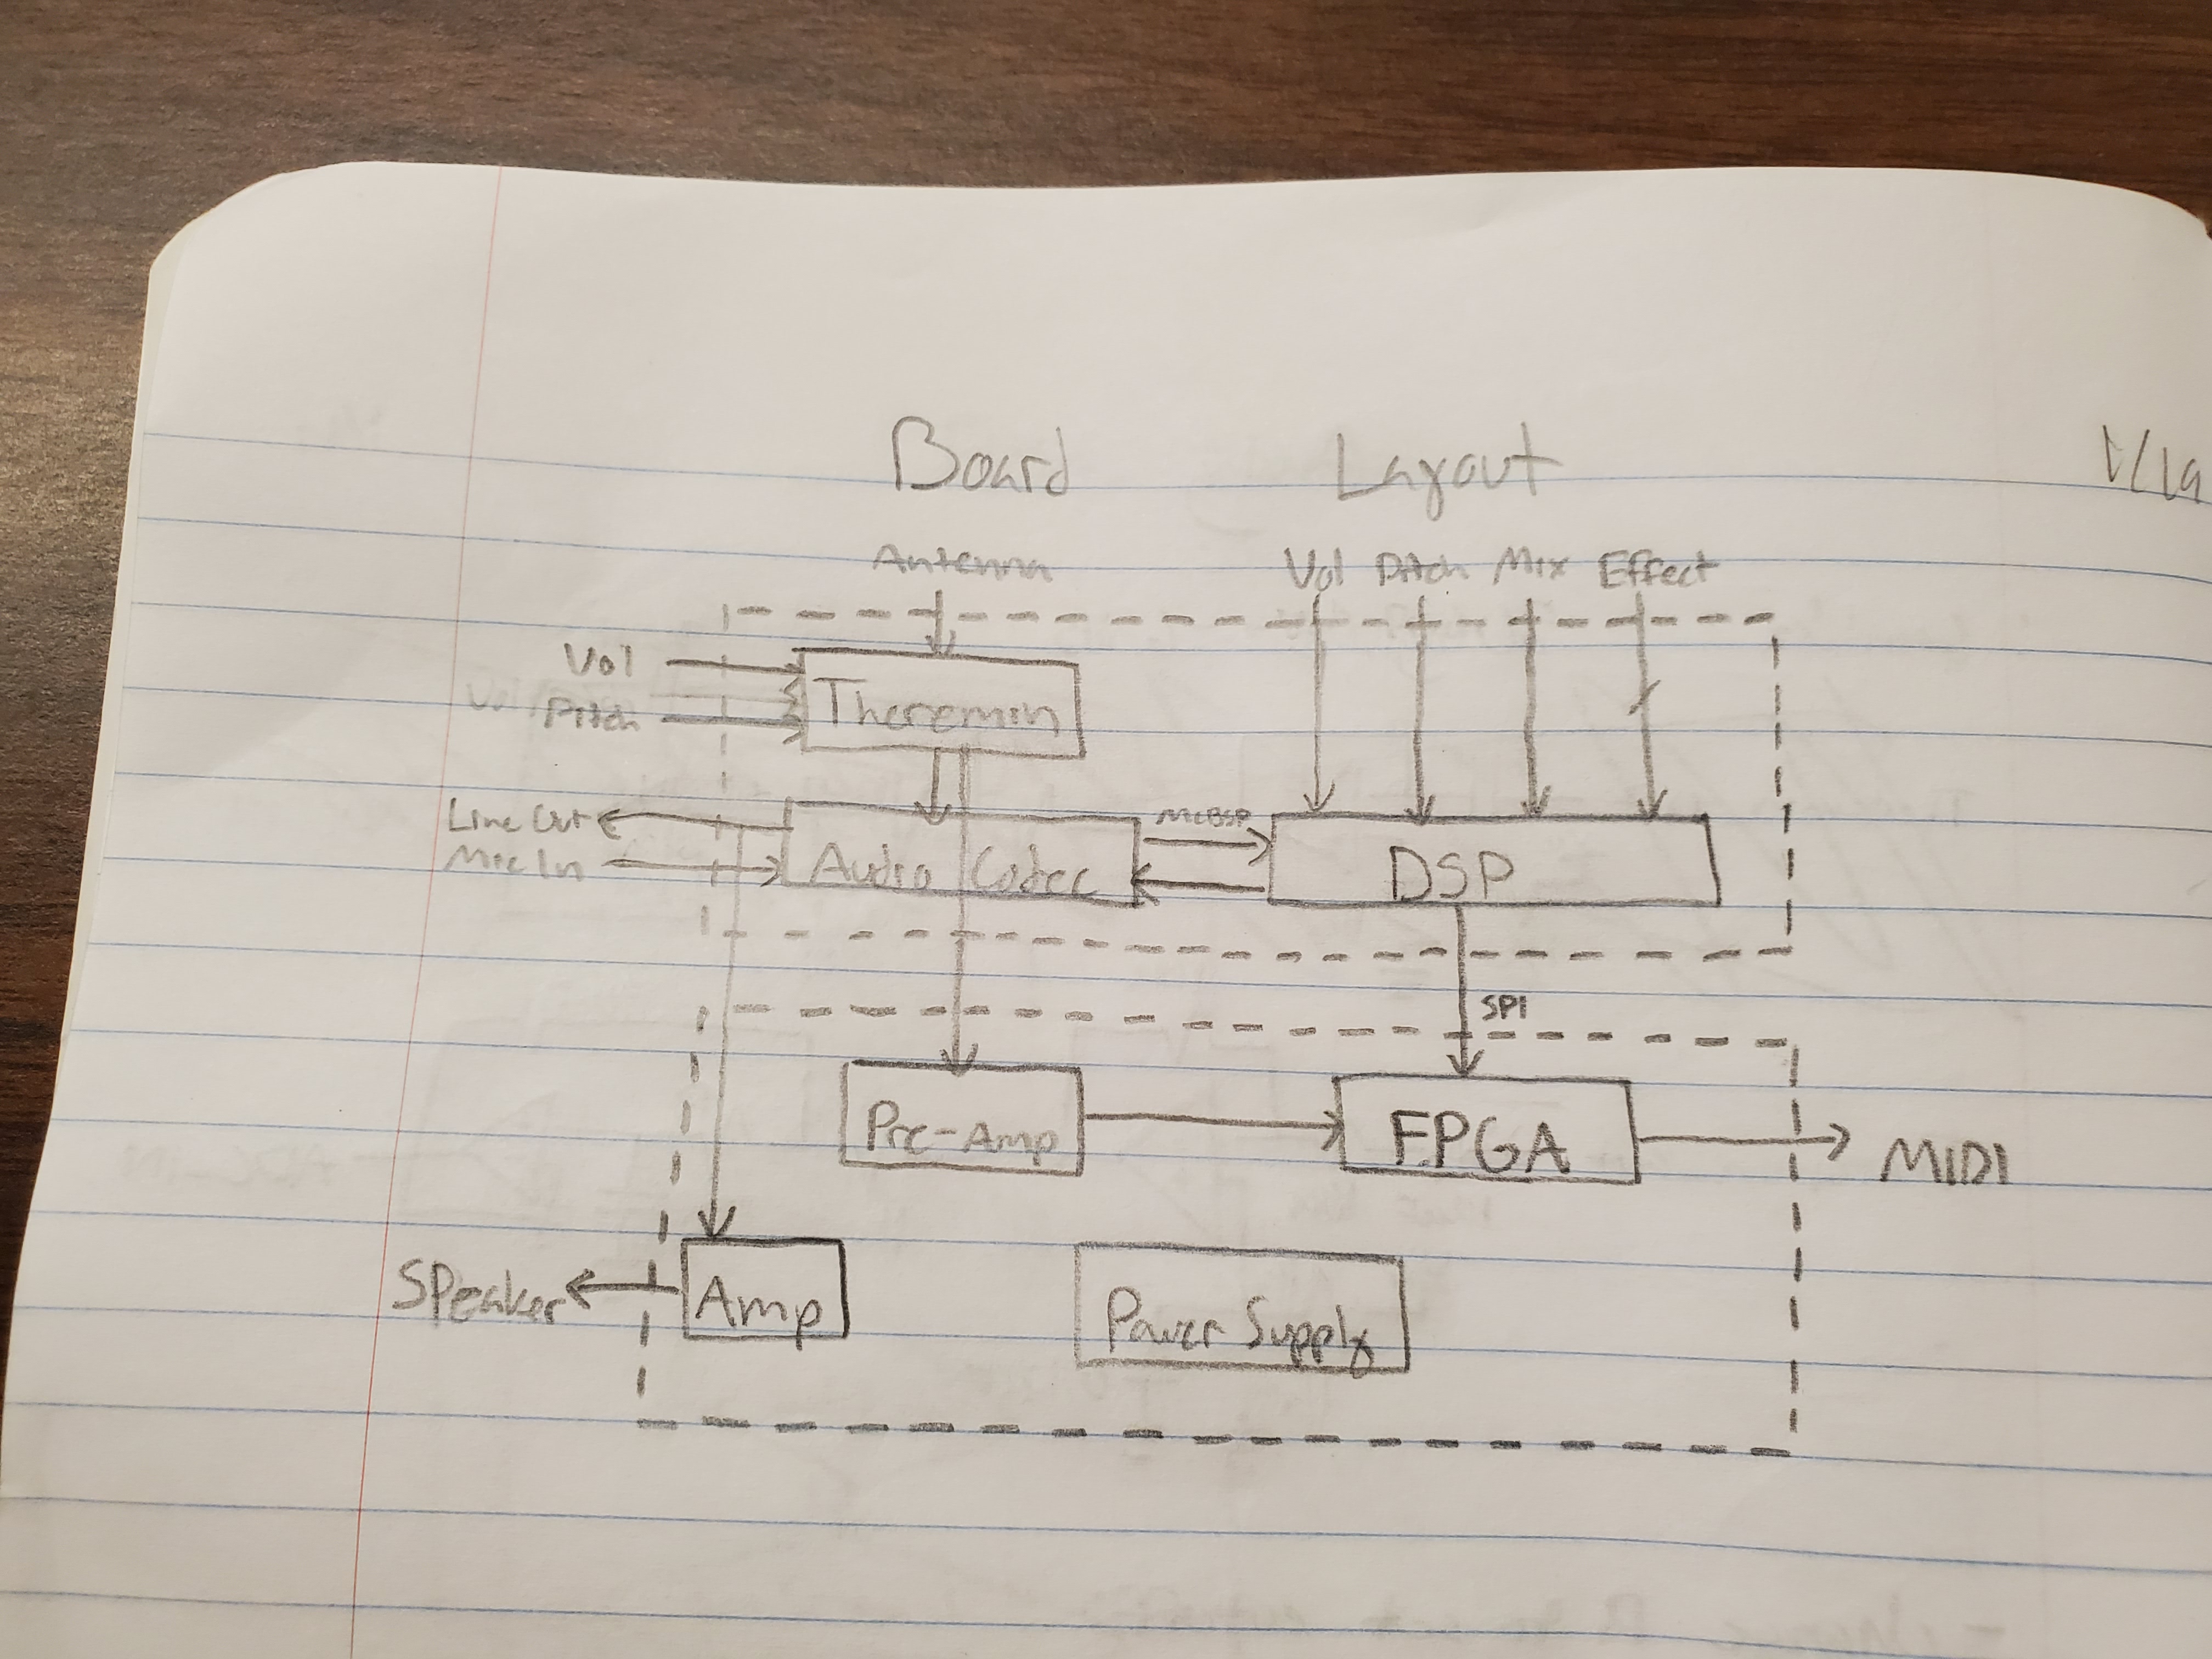 Board Layout
1/19
Antenna
Vol Pitch Mix Effect
Vol
Pitch
Theremin
Line Out
Mic In
Audio Codec
McBSP
DSP
SPI
Pre-Amp
FPGA
MIDI
Speaker
Amp
Power Supply